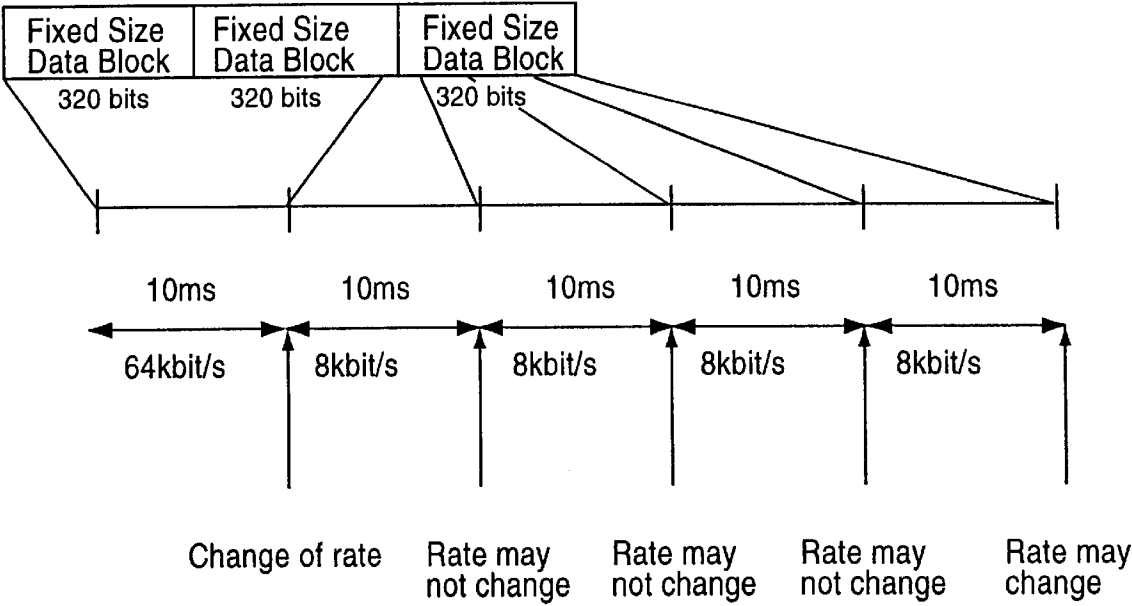 Fixed Size
Data Block
Fixed Size
Data Block
Fixed Size
Data Block
320 bits
320 bits
320 bits
10ms
10ms
10ms
10ms
10ms
64kbit/s
8kbit/s
8kbit/s
8kbit/s
8kbit/s
Change of rate
Rate may
not change
Rate may
not change
Rate may
not change
Rate may
change